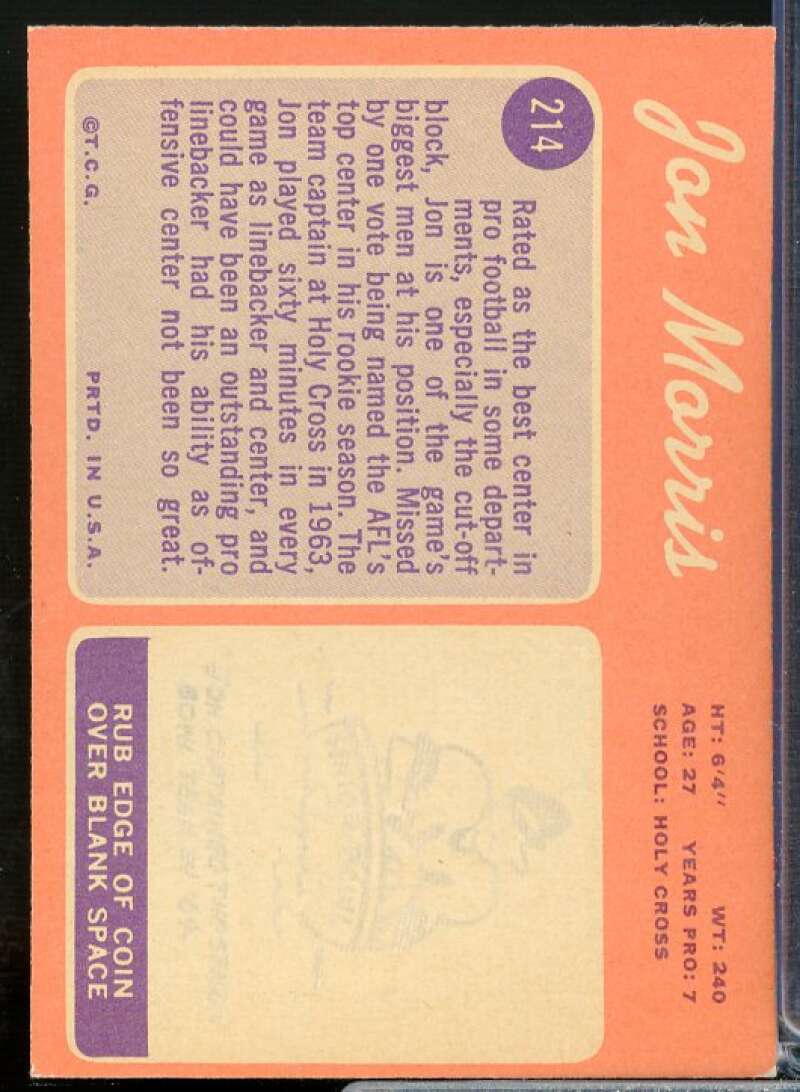 Jon Morris
HT: 6'4" WT: 240
AGE: 27 YEARS PRO: 7
SCHOOL: HOLY CROSS
214
Rated as the best center in
pro football in some depart-
ments, especially the cut-off
block, Jon is one of the game's
biggest men at his position. Missed
by one vote being named the AFL's
top center in his rookie season. The
team captain at Holy Cross in 1963,
Jon played sixty minutes in every
game as linebacker and center, and
could have been an outstanding pro
linebacker had his ability as of-
fensive center not been so great.
©T.C.G. PRTD. IN U.S.A.
RUB EDGE OF COIN
OVER BLANK SPACE